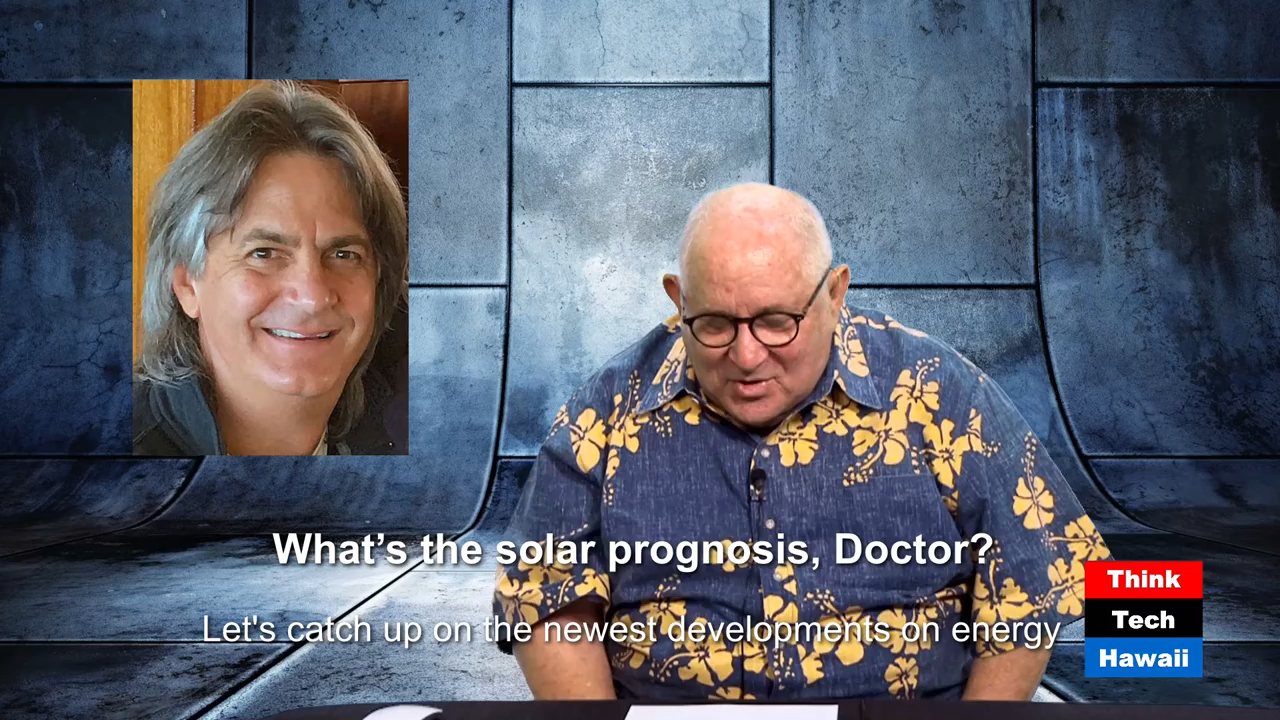 What’s the solar prognosis, Doctor?
Let's catch up on the newest developments on energy
Think
Tech
Hawaii